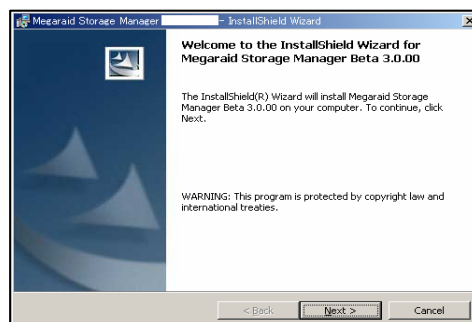 Megaraid Storage Manager - InstallShield Wizard
Welcome to the InstallShield Wizard for
Megaraid Storage Manager Beta 3.0.00
The InstallShield(R) Wizard will install Megaraid Storage
Manager Beta 3.0.00 on your computer. To continue, click
Next.
WARNING: This program is protected by copyright law and
international treaties.
< Back Next > Cancel